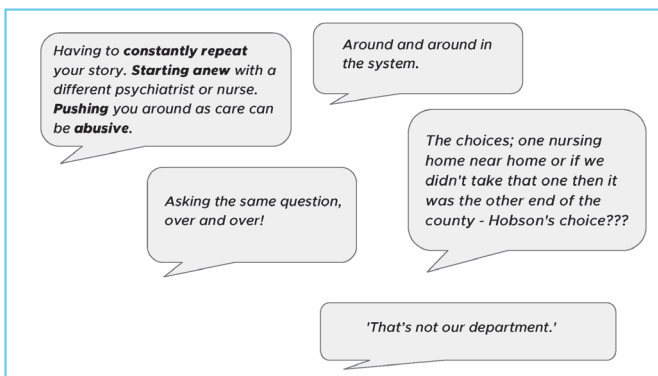 Having to constantly repeat
your story. Starting anew with a
different psychiatrist or nurse.
Pushing you around as care can
be abusive.
Around and around in
the system.
The choices; one nursing
home near home or if we
didn't take that one then it
was the other end of the
county - Hobson's choice???
Asking the same question,
over and over!
'That's not our department.'